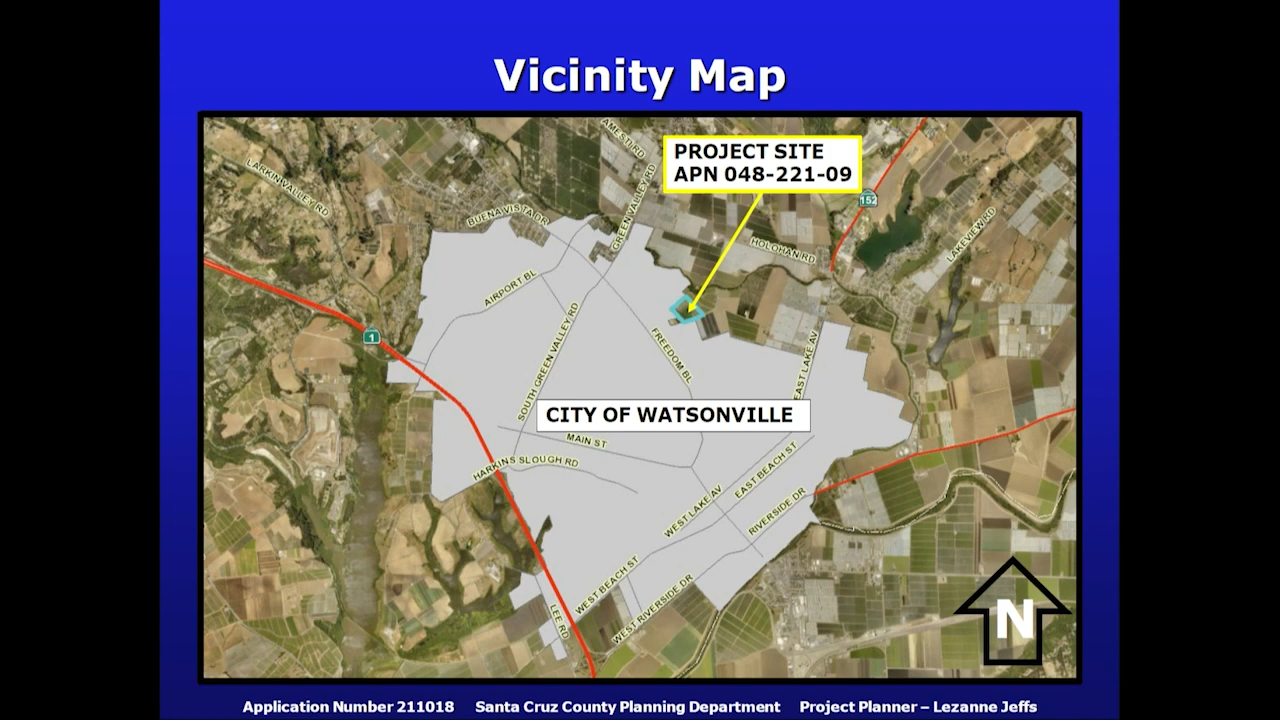 Vicinity Map
AMESTI RD
PROJECT SITE
APN 048-221-09
LARKIN VALLEY RD
GREEN VALLEY RD
152
BUENA VISTA DR
LAKEVIEW RD
HOLOHAN RD
AIRPORT BL
1
SOUTH GREEN VALLEY RD
FREEDOM BL
EAST LAKE AV
CITY OF WATSONVILLE
MAIN ST
HARKINS SLOUGH RD
EAST BEACH ST
WEST LAKE AV
RIVERSIDE DR
WEST BEACH ST
WEST RIVERSIDE DR
LEE RD
N
Application Number 211018 Santa Cruz County Planning Department Project Planner – Lezanne Jeffs